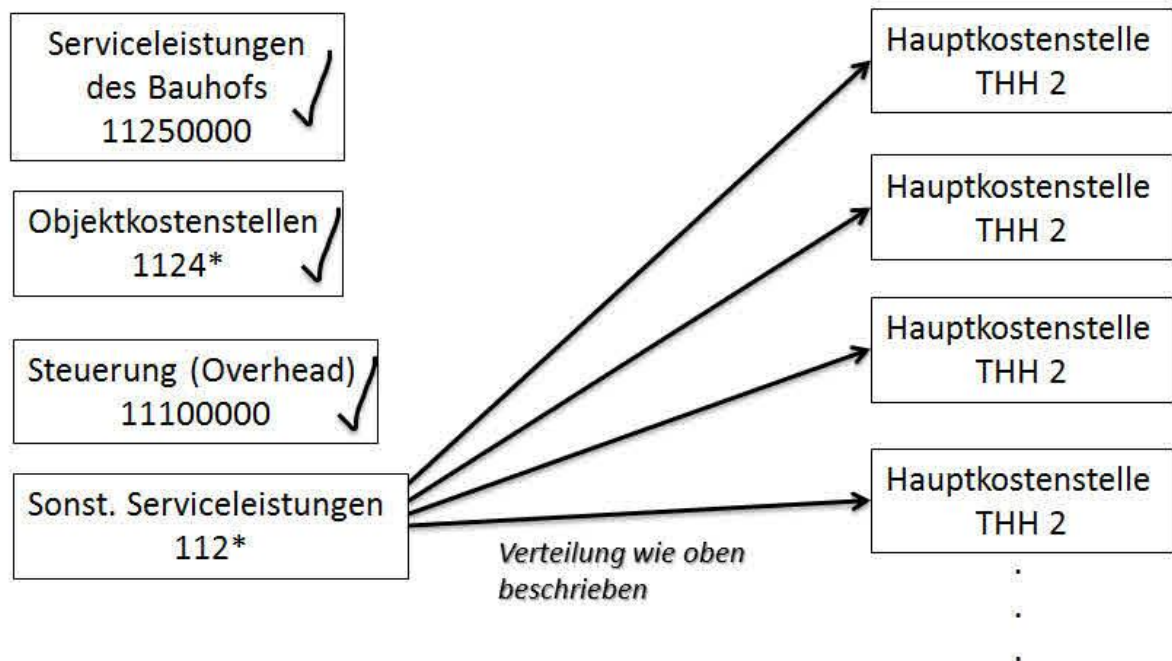 Serviceleistungen
des Bauhofs
11250000
Objektkostenstellen
1124*
Steuerung (Overhead)
11100000
Sonst. Serviceleistungen
112*
Verteilung wie oben
beschrieben
Hauptkostenstelle
THH 2
Hauptkostenstelle
THH 2
Hauptkostenstelle
THH 2
Hauptkostenstelle
THH 2
.
.
.